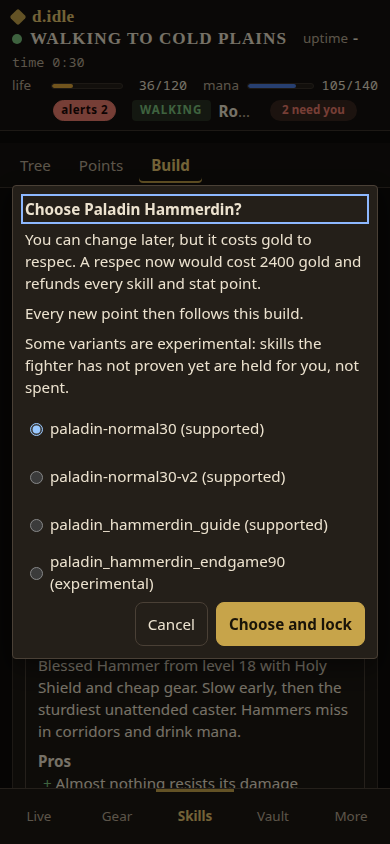 d.idle
WALKING TO COLD PLAINS uptime -
time 0:30
life 36/120 mana 105/140
alerts 2 WALKING Ro… 2 need you
Tree Points Build
Choose Paladin Hammerdin?
You can change later, but it costs gold to
respec. A respec now would cost 2400 gold and
refunds every skill and stat point.
Every new point then follows this build.
Some variants are experimental: skills the
fighter has not proven yet are held for you, not
spent.
paladin-normal30 (supported)
paladin-normal30-v2 (supported)
paladin_hammerdin_guide (supported)
paladin_hammerdin_endgame90
(experimental)
Cancel Choose and lock
Blessed Hammer from level 18 with Holy
Shield and cheap gear. Slow early, then the
sturdiest unattended caster. Hammers miss
in corridors and drink mana.
Pros
+ Almost nothing resists its damage
Live Gear Skills Vault More